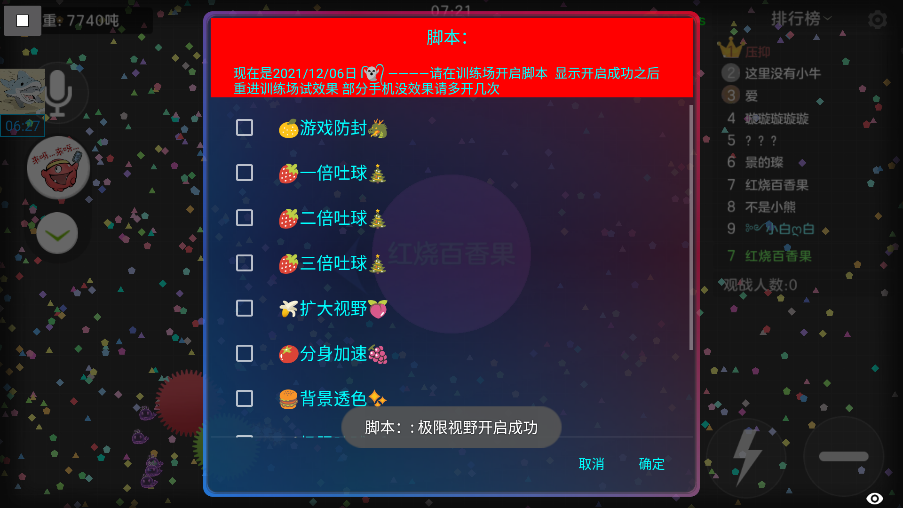 重: 7740吨
07:21
排行榜
06:27
来呀...来呀...
脚本:
现在是2021/12/06日 ————请在训练场开启脚本 显示开启成功之后
重进训练场试效果 部分手机没效果请多开几次
游戏防封
一倍吐球
二倍吐球
三倍吐球
扩大视野
分身加速
背景透色
脚本: : 极限视野开启成功
取消
确定
红烧百香果
压抑
2 这里没有小牛
3 爱
4 璇璇璇璇璇
5 ? ? ?
6 景的璨
7 红烧百香果
8 不是小熊
9 小白ღ白
7 红烧百香果
观战人数:0